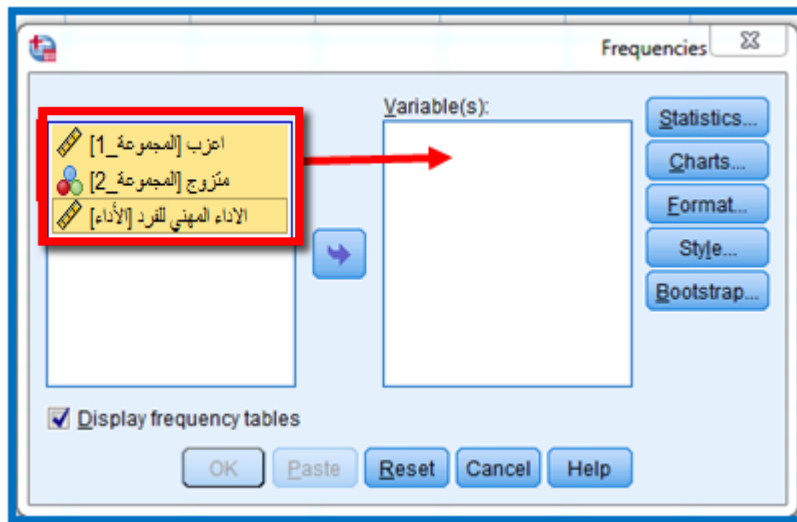 Frequencies
Variable(s):
اعزب [المجموعة_1]
متزوج [المجموعة_2]
الاداء المهني للفرد [الأداء]
Statistics...
Charts...
Format...
Style...
Bootstrap...
Display frequency tables
OK
Paste
Reset
Cancel
Help